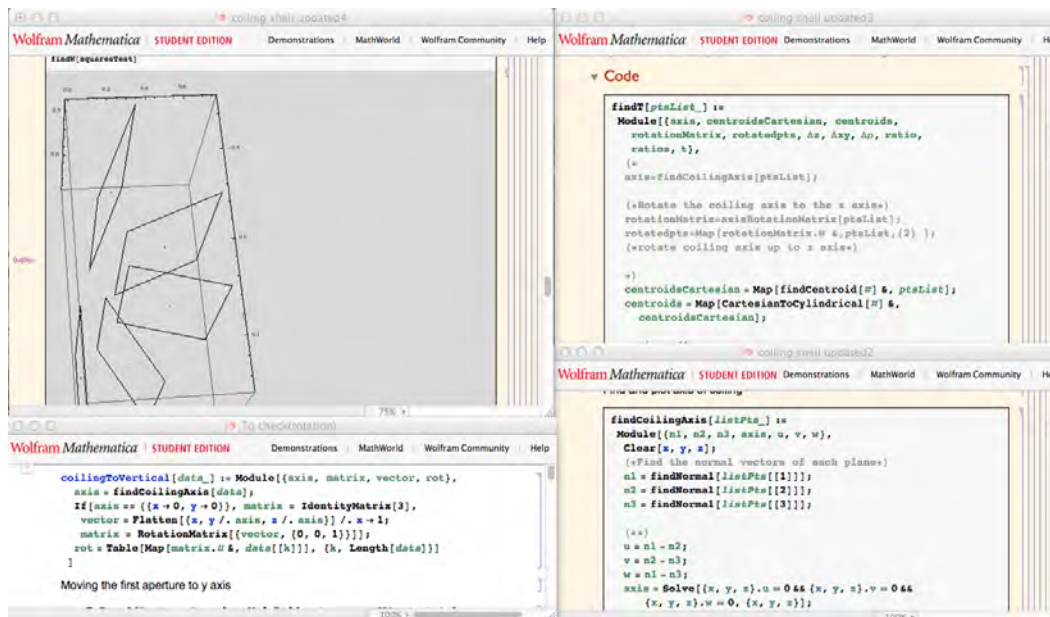 coiling shell updated4
Wolfram Mathematica | STUDENT EDITION Demonstrations MathWorld Wolfram Community Help
findW[squaresTest]
75%
To check(rotation)
Wolfram Mathematica | STUDENT EDITION Demonstrations MathWorld Wolfram Community Help
coilingToVertical[data_] := Module[{axis, matrix, vector, rot},
axis = findCoilingAxis[data];
If[axis == {{x → 0, y → 0}}, matrix = IdentityMatrix[3],
vector = Flatten[{x, y /. axis, z /. axis}] /. x → 1;
matrix = RotationMatrix[{vector, {0, 0, 1}}]];
rot = Table[Map[matrix.# &, data[[k]]], {k, Length[data]}]
]
Moving the first aperture to y axis
100%
coiling shell updated3
Wolfram Mathematica | STUDENT EDITION Demonstrations MathWorld Wolfram Community
Code
findT[ptsList_] :=
Module[{axis, centroidsCartesian, centroids,
rotationMatrix, rotatedpts, Δz, Δxy, Δρ, ratio,
ratios, t},
(*
axis=findCoilingAxis[ptsList];
(*Rotate the coiling axis to the z axis*)
rotationMatrix=axisRotationMatrix[ptsList];
rotatedpts=Map[rotationMatrix.# &,ptsList,{2} ];
(*rotate coiling axis up to z axis*)
*)
centroidsCartesian = Map[findCentroid[#] &, ptsList];
centroids = Map[CartesianToCylindrical[#] &,
centroidsCartesian];
coiling shell updated2
Wolfram Mathematica | STUDENT EDITION Demonstrations MathWorld Wolfram Community
Find and plot axis of coiling
findCoilingAxis[listPts_] :=
Module[{n1, n2, n3, axis, u, v, w},
Clear[x, y, z];
(*Find the normal vectors of each plane*)
n1 = findNormal[listPts[[1]]];
n2 = findNormal[listPts[[2]]];
n3 = findNormal[listPts[[3]]];
(**)
u = n1 - n2;
v = n2 - n3;
w = n1 - n3;
axis = Solve[{x, y, z}.u == 0 && {x, y, z}.v == 0 &&
{x, y, z}.w == 0, {x, y, z}];
100%